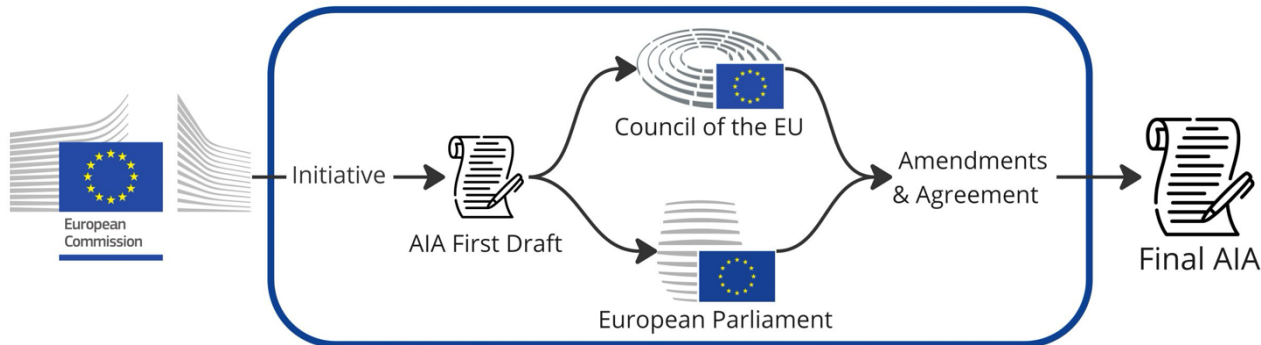 European
Commission
Initiative
AIA First Draft
Council of the EU
European Parliament
Amendments
& Agreement
Final AIA